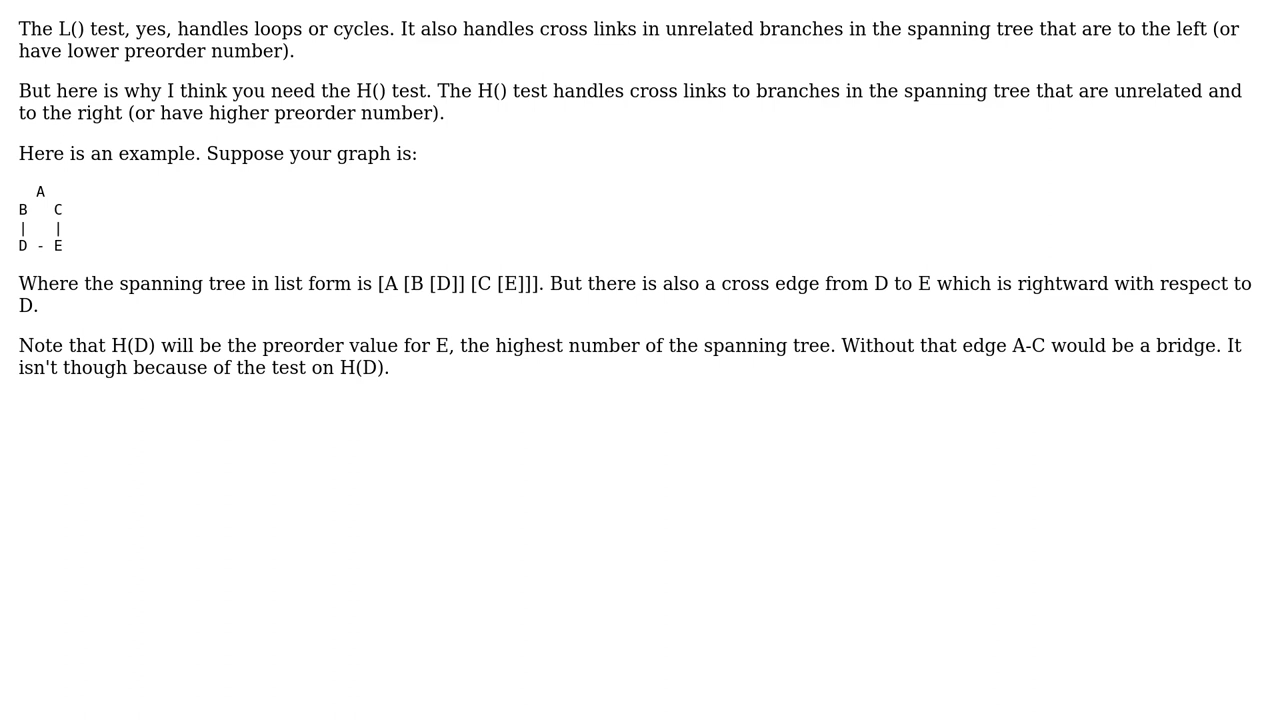 The L() test, yes, handles loops or cycles. It also handles cross links in unrelated branches in the spanning tree that are to the left (or
have lower preorder number).
But here is why I think you need the H() test. The H() test handles cross links to branches in the spanning tree that are unrelated and
to the right (or have higher preorder number).
Here is an example. Suppose your graph is:
  A
B   C
|   |
D - E
Where the spanning tree in list form is [A [B [D]] [C [E]]]. But there is also a cross edge from D to E which is rightward with respect to
D.
Note that H(D) will be the preorder value for E, the highest number of the spanning tree. Without that edge A-C would be a bridge. It
isn't though because of the test on H(D).